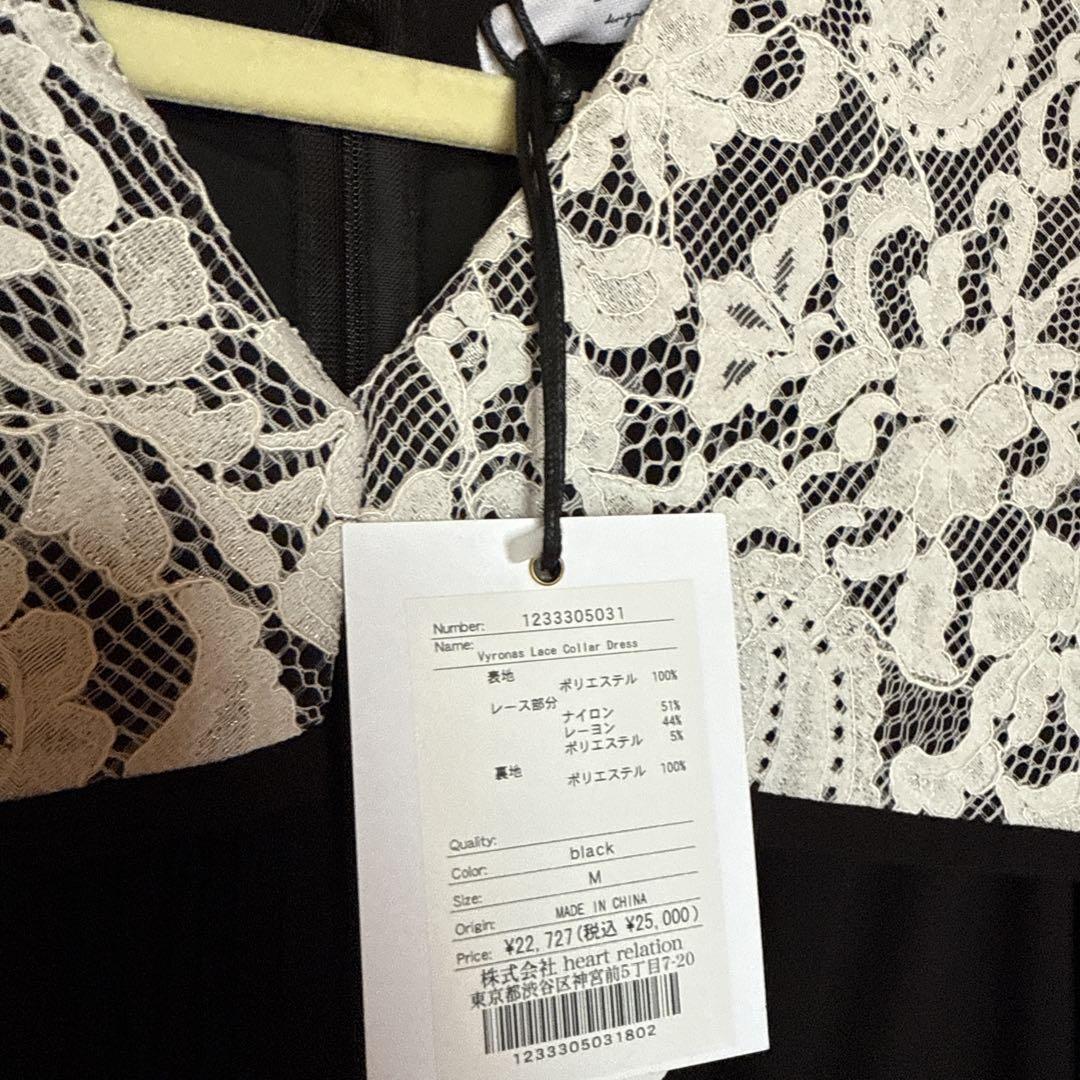 Number: 1233305031
Name: Vyronas Lace Collar Dress
表地 ポリエステル 100%
レース部分
ナイロン 51%
レーヨン 44%
ポリエステル 5%
裏地 ポリエステル 100%
Quality:
Color: black
Size: M
Origin: MADE IN CHINA
Price: ¥22,727(税込 ¥25,000)
株式会社 heart relation
東京都渋谷区神宮前5丁目7-20
1233305031802